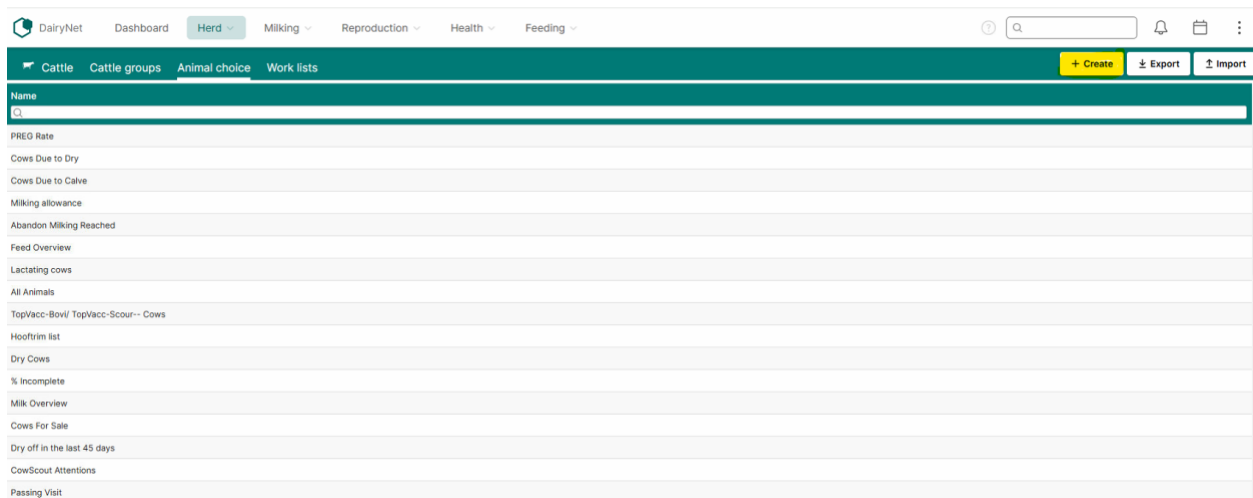 DairyNet Dashboard Herd Milking Reproduction Health Feeding
Cattle Cattle groups Animal choice Work lists + Create Export Import
Name
PREG Rate
Cows Due to Dry
Cows Due to Calve
Milking allowance
Abandon Milking Reached
Feed Overview
Lactating cows
All Animals
TopVacc-Bovi/ TopVacc-Scour-- Cows
Hooftrim list
Dry Cows
% Incomplete
Milk Overview
Cows For Sale
Dry off in the last 45 days
CowScout Attentions
Passing Visit